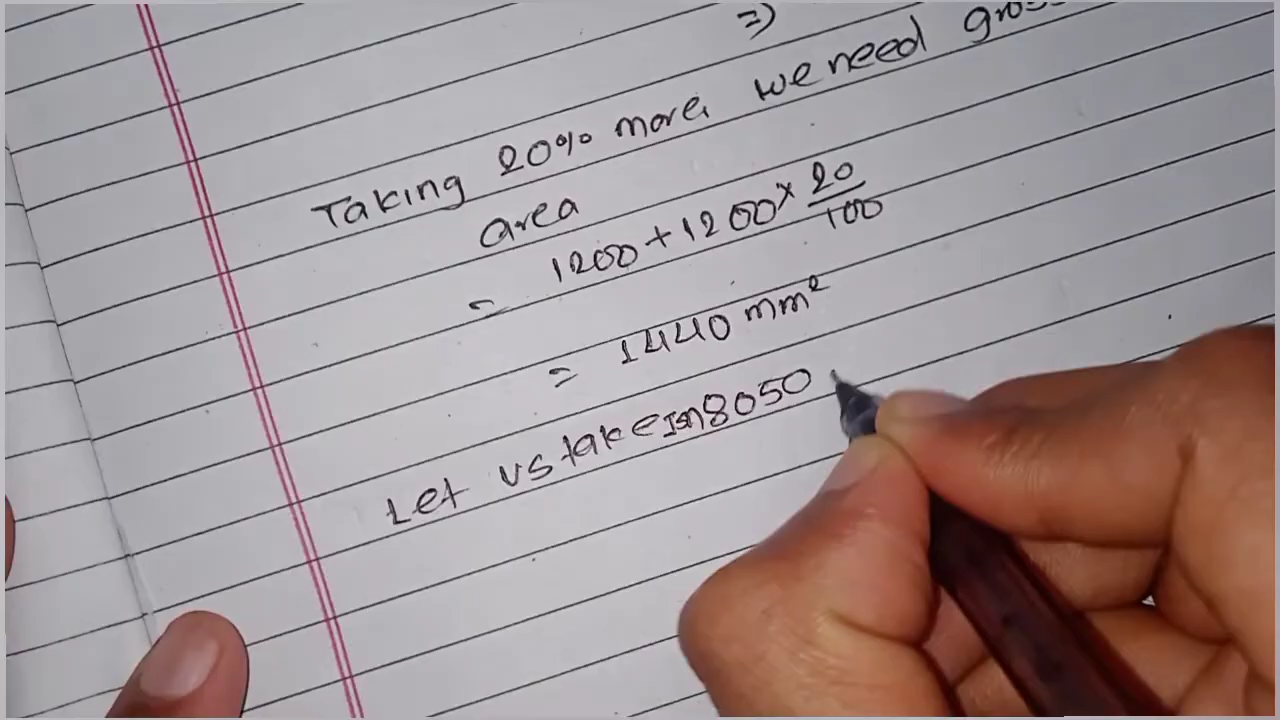 =)
Taking 20% more, we need gross
area
= 1200 + 1200 × 20/100
= 1440 mm²
Let us take ISA 8050